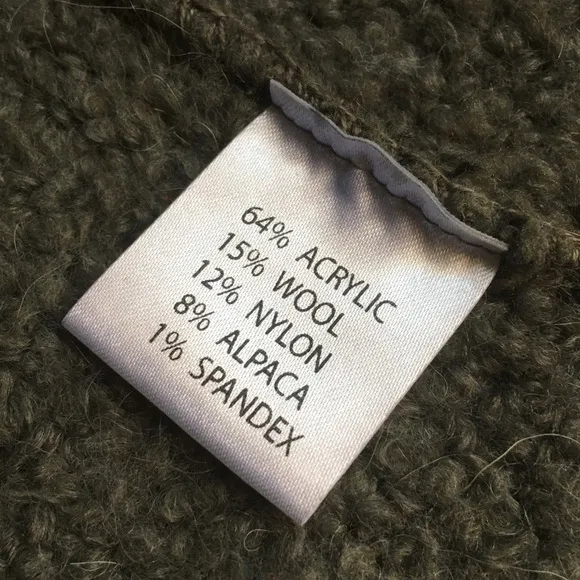 64% ACRYLIC
15% WOOL
12% NYLON
8% ALPACA
1% SPANDEX